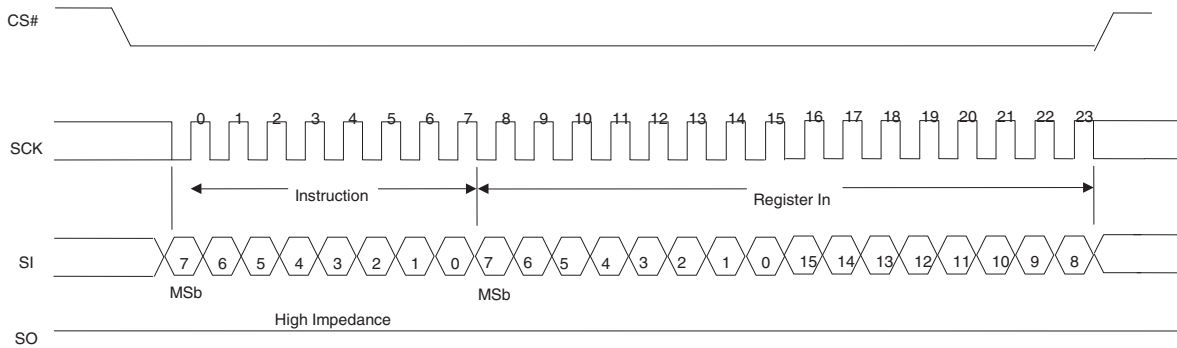 CS#
0 1 2 3 4 5 6 7 8 9 10 11 12 13 14 15 16 17 18 19 20 21 22 23
SCK
Instruction
Register In
SI
7 6 5 4 3 2 1 0 7 6 5 4 3 2 1 0 15 14 13 12 11 10 9 8
MSb
MSb
High Impedance
SO